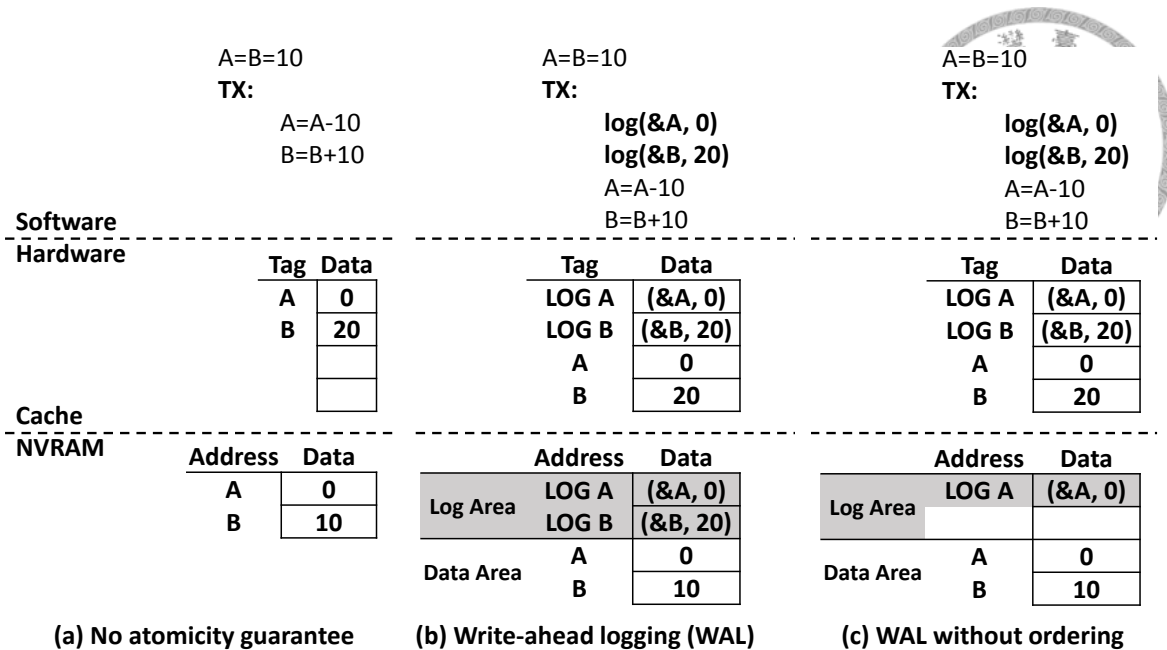 A=B=10
TX:
A=A-10
B=B+10
A=B=10
TX:
log(&A, 0)
log(&B, 20)
A=A-10
B=B+10
A=B=10
TX:
log(&A, 0)
log(&B, 20)
A=A-10
B=B+10
Software
Hardware
Tag Data
A 0
B 20
Tag Data
LOG A (&A, 0)
LOG B (&B, 20)
A 0
B 20
Tag Data
LOG A (&A, 0)
LOG B (&B, 20)
A 0
B 20
Cache
NVRAM
Address Data
A 0
B 10
Address Data
Log Area
LOG A (&A, 0)
LOG B (&B, 20)
Data Area
A 0
B 10
Address Data
Log Area
LOG A (&A, 0)
Data Area
A 0
B 10
(a) No atomicity guarantee
(b) Write-ahead logging (WAL)
(c) WAL without ordering